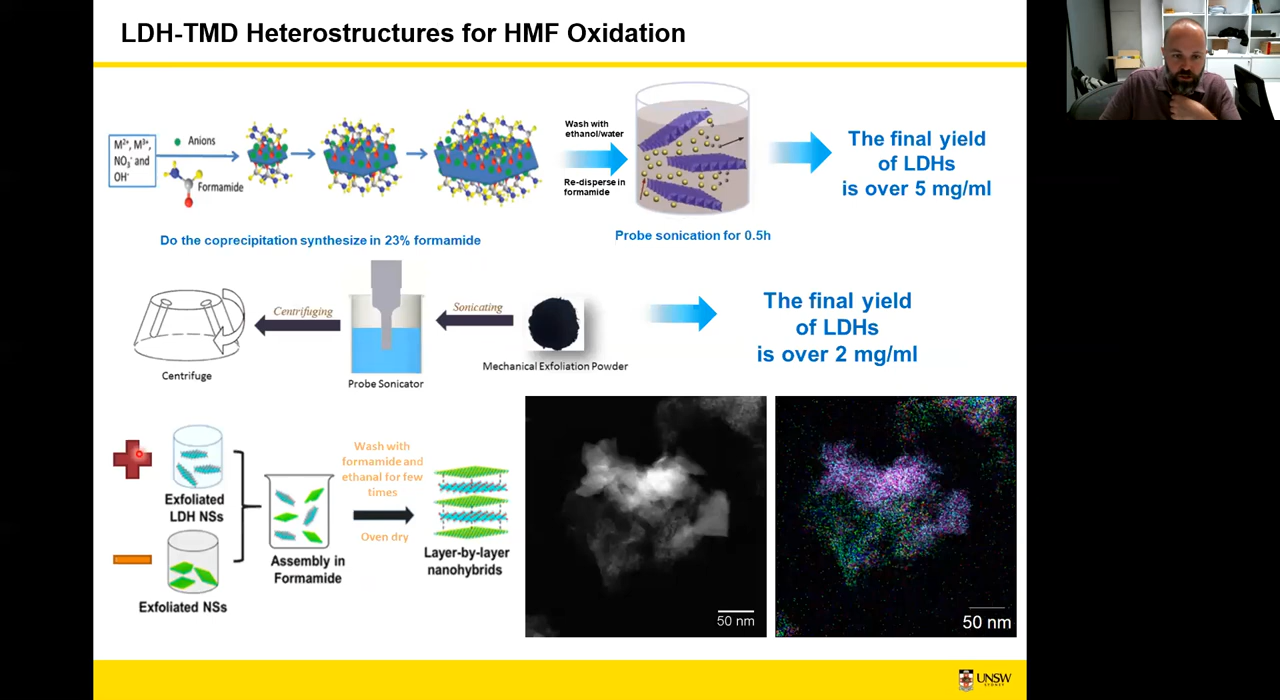 LDH-TMD Heterostructures for HMF Oxidation
M²⁺, M³⁺,
NO₃⁻ and
OH⁻
Anions
Formamide
Wash with
ethanol/water
Re-disperse in
formamide
The final yield
of LDHs
is over 5 mg/ml
Do the coprecipitation synthesize in 23% formamide
Probe sonication for 0.5h
Centrifuging
Sonicating
Centrifuge
Probe Sonicator
Mechanical Exfoliation Powder
The final yield
of LDHs
is over 2 mg/ml
Exfoliated
LDH NSs
Exfoliated NSs
Assembly in
Formamide
Wash with
formamide and
ethanal for few
times
Oven dry
Layer-by-layer
nanohybrids
50 nm
50 nm
UNSW
SYDNEY